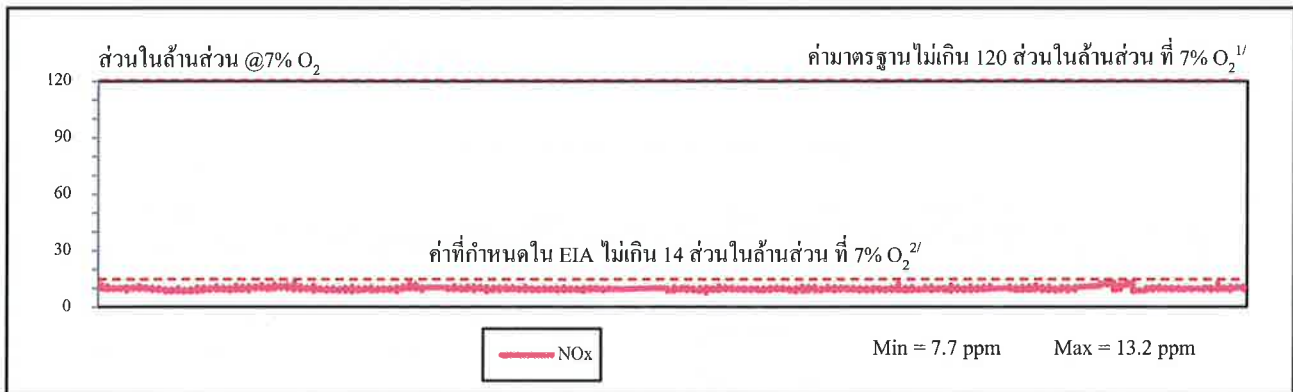 ส่วนในล้านส่วน @7% O₂
ค่ามาตรฐานไม่เกิน 120 ส่วนในล้านส่วน ที่ 7% O₂¹/
120
90
60
30
0
ค่าที่กำหนดใน EIA ไม่เกิน 14 ส่วนในล้านส่วน ที่ 7% O₂²/
NOx
Min = 7.7 ppm
Max = 13.2 ppm